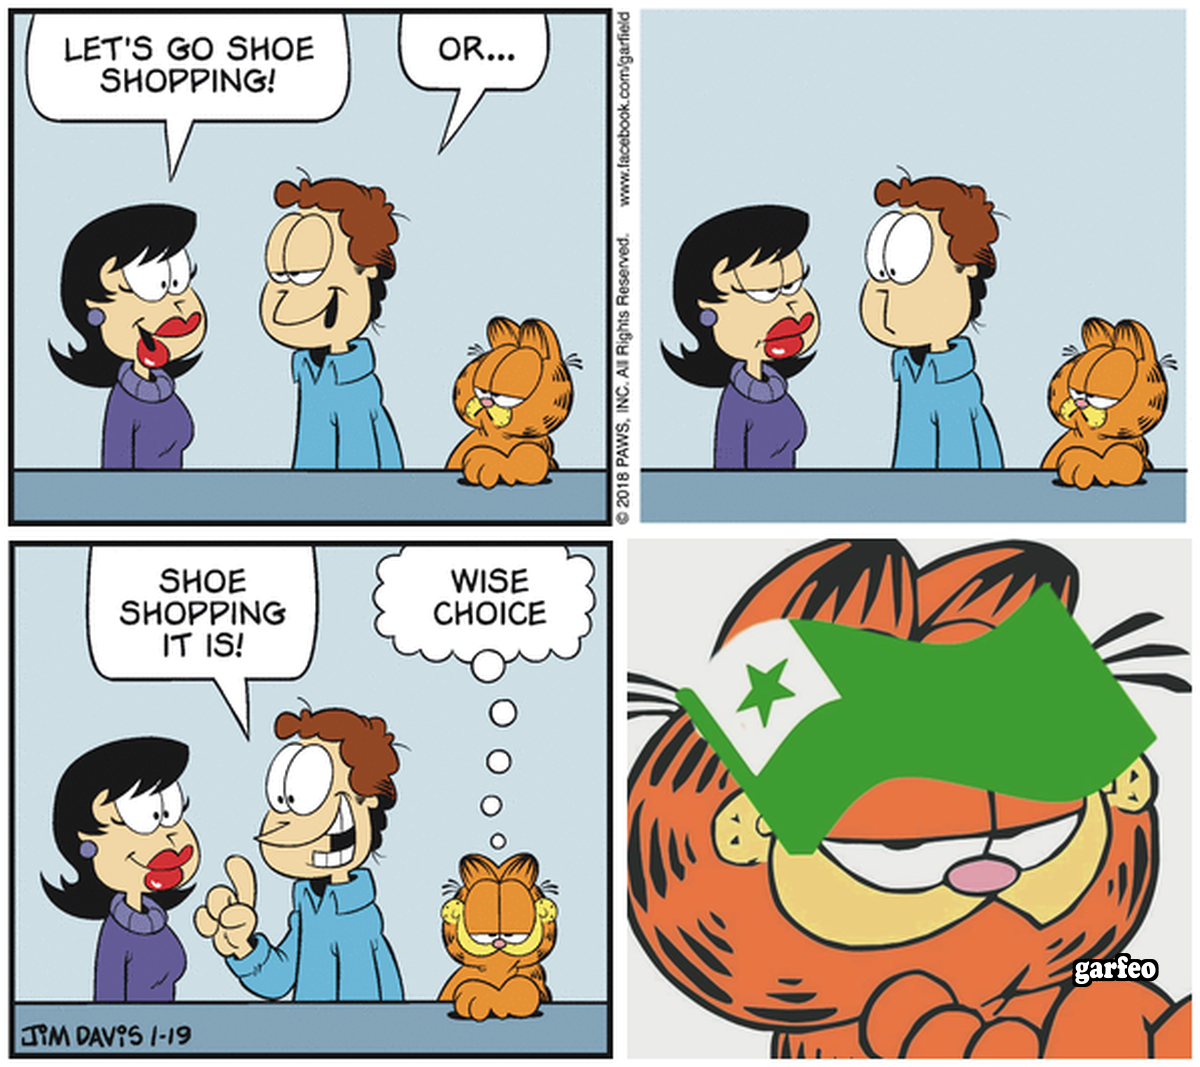 LET'S GO SHOE
SHOPPING!
OR...
© 2018 PAWS, INC. All Rights Reserved. www.facebook.com/garfield
SHOE
SHOPPING
IT IS!
WISE
CHOICE
JIM DAVIS 1-19
garfeo